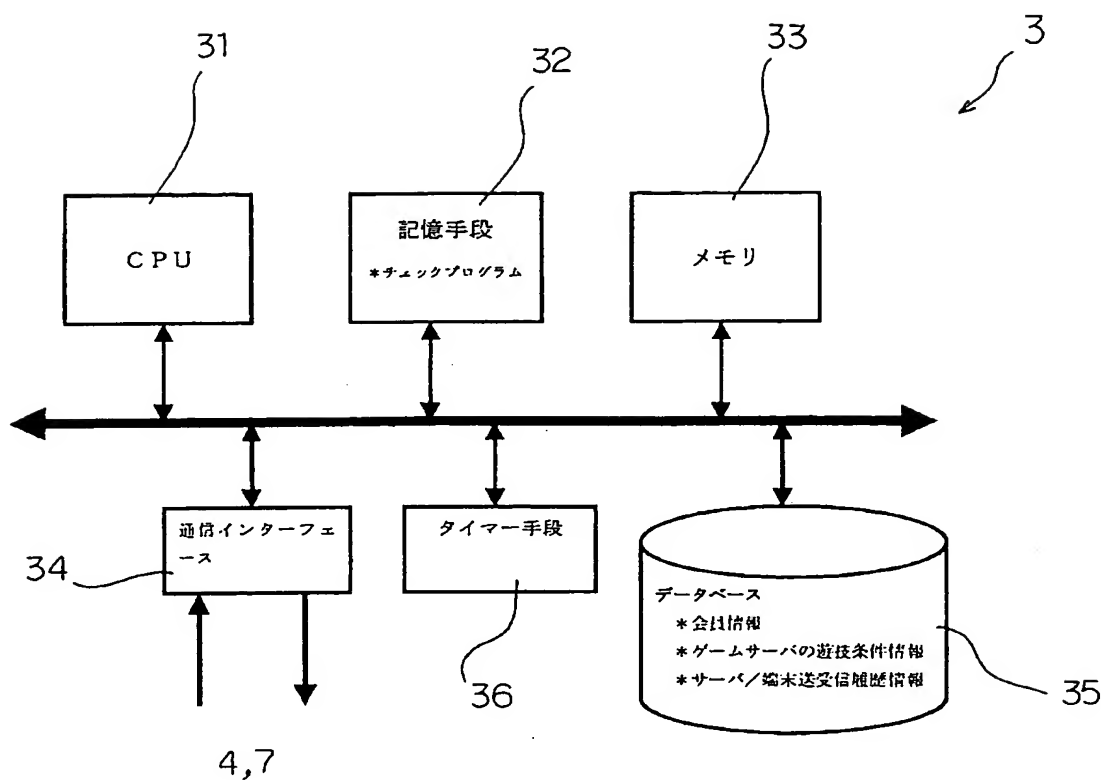 3
31
32
33
CPU
記憶手段
*チェックプログラム
メモリ
通信インターフェ
ース
34
タイマー手段
36
データベース
*会員情報
*ゲームサーバの遊技条件情報
*サーバ/端末送受信履歴情報
35
4,7